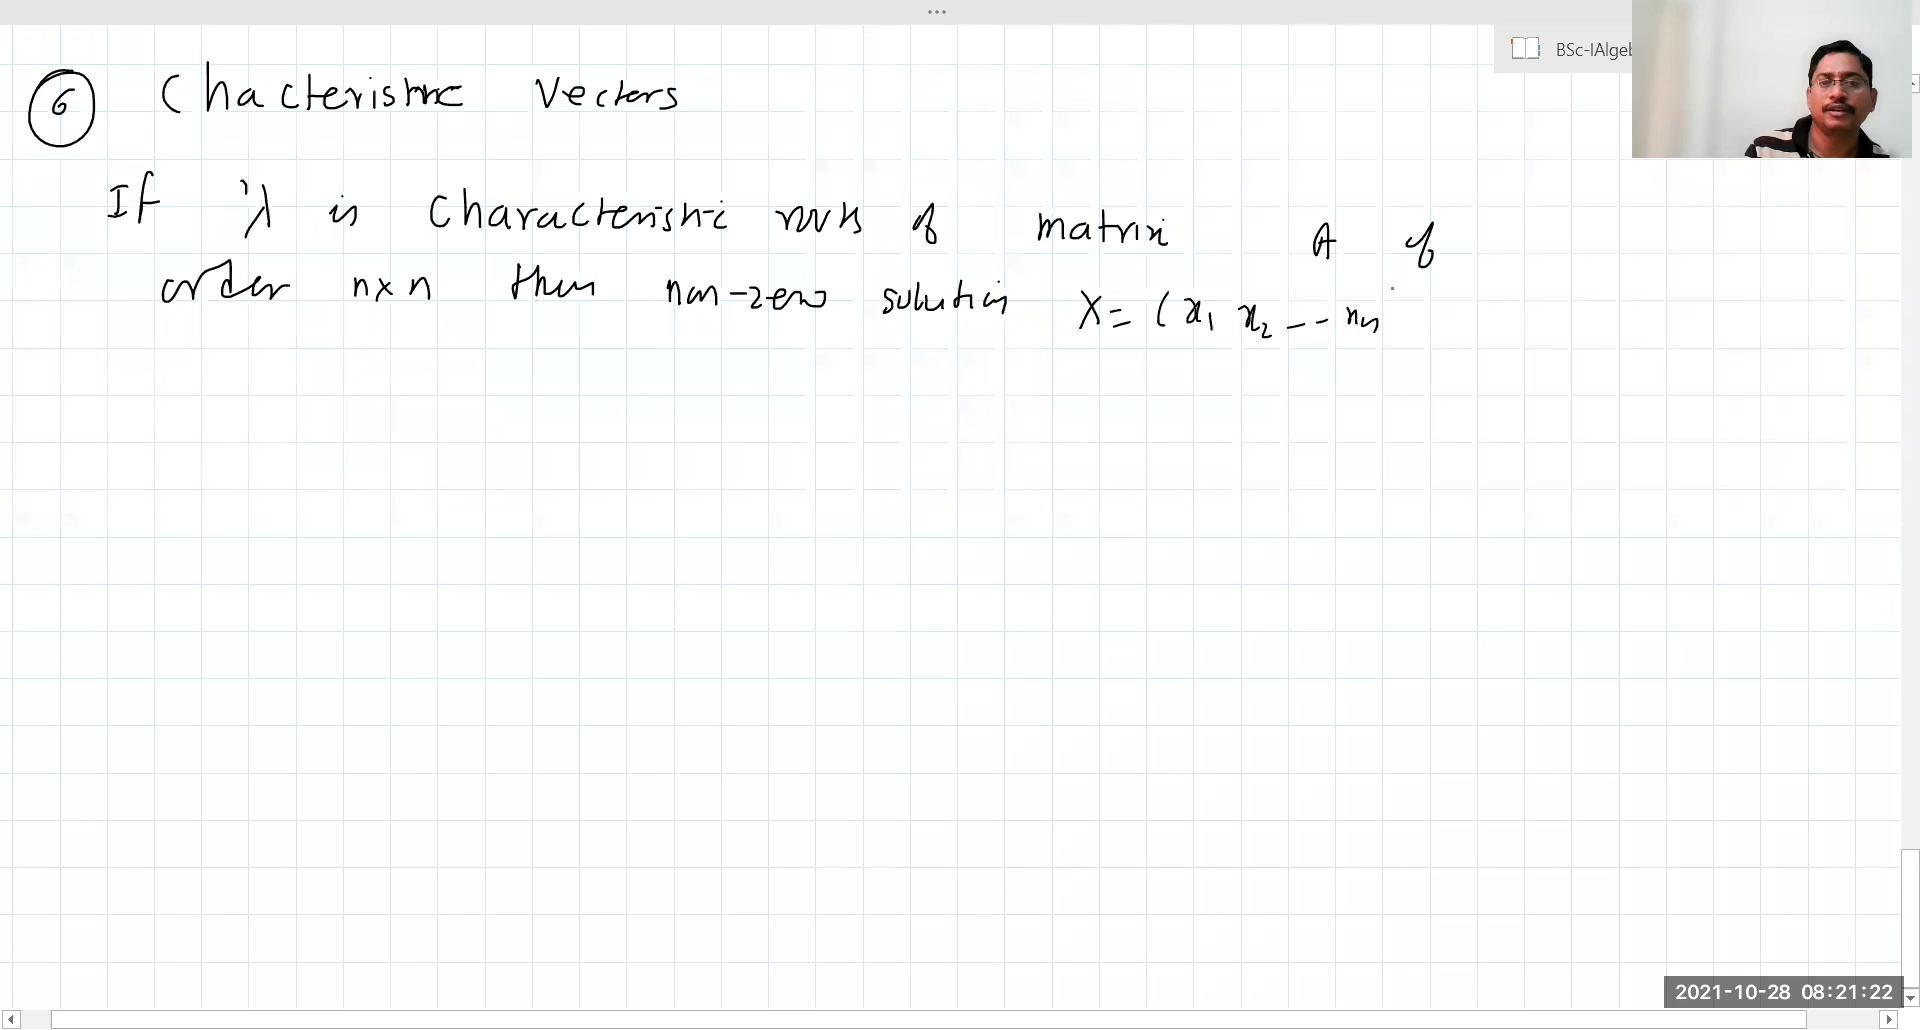 BSc-IAlgeb
6 Chacteristic Vectors
If 'λ is Characteristic roots of matrix A of
order n×n then non-zero solution X = (x1 x2 --- xn
2021-10-28 08:21:22